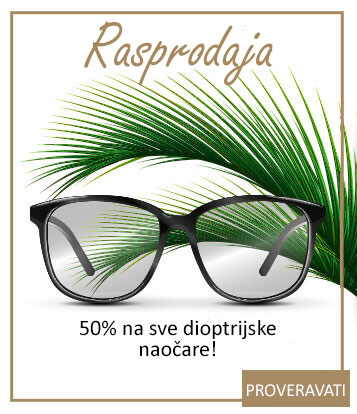 Rasprodaja
50% na sve dioptrijske
naočare!
PROVERAVATI